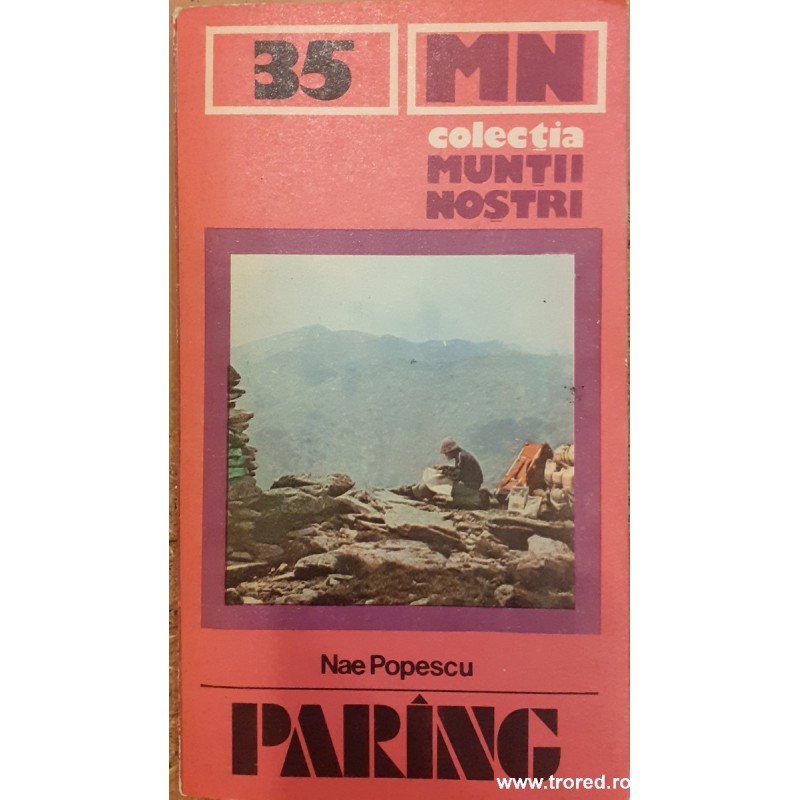 35 MN
colecția
MUNȚII
NOȘTRI
Nae Popescu
PARÎNG
www.trored.ro